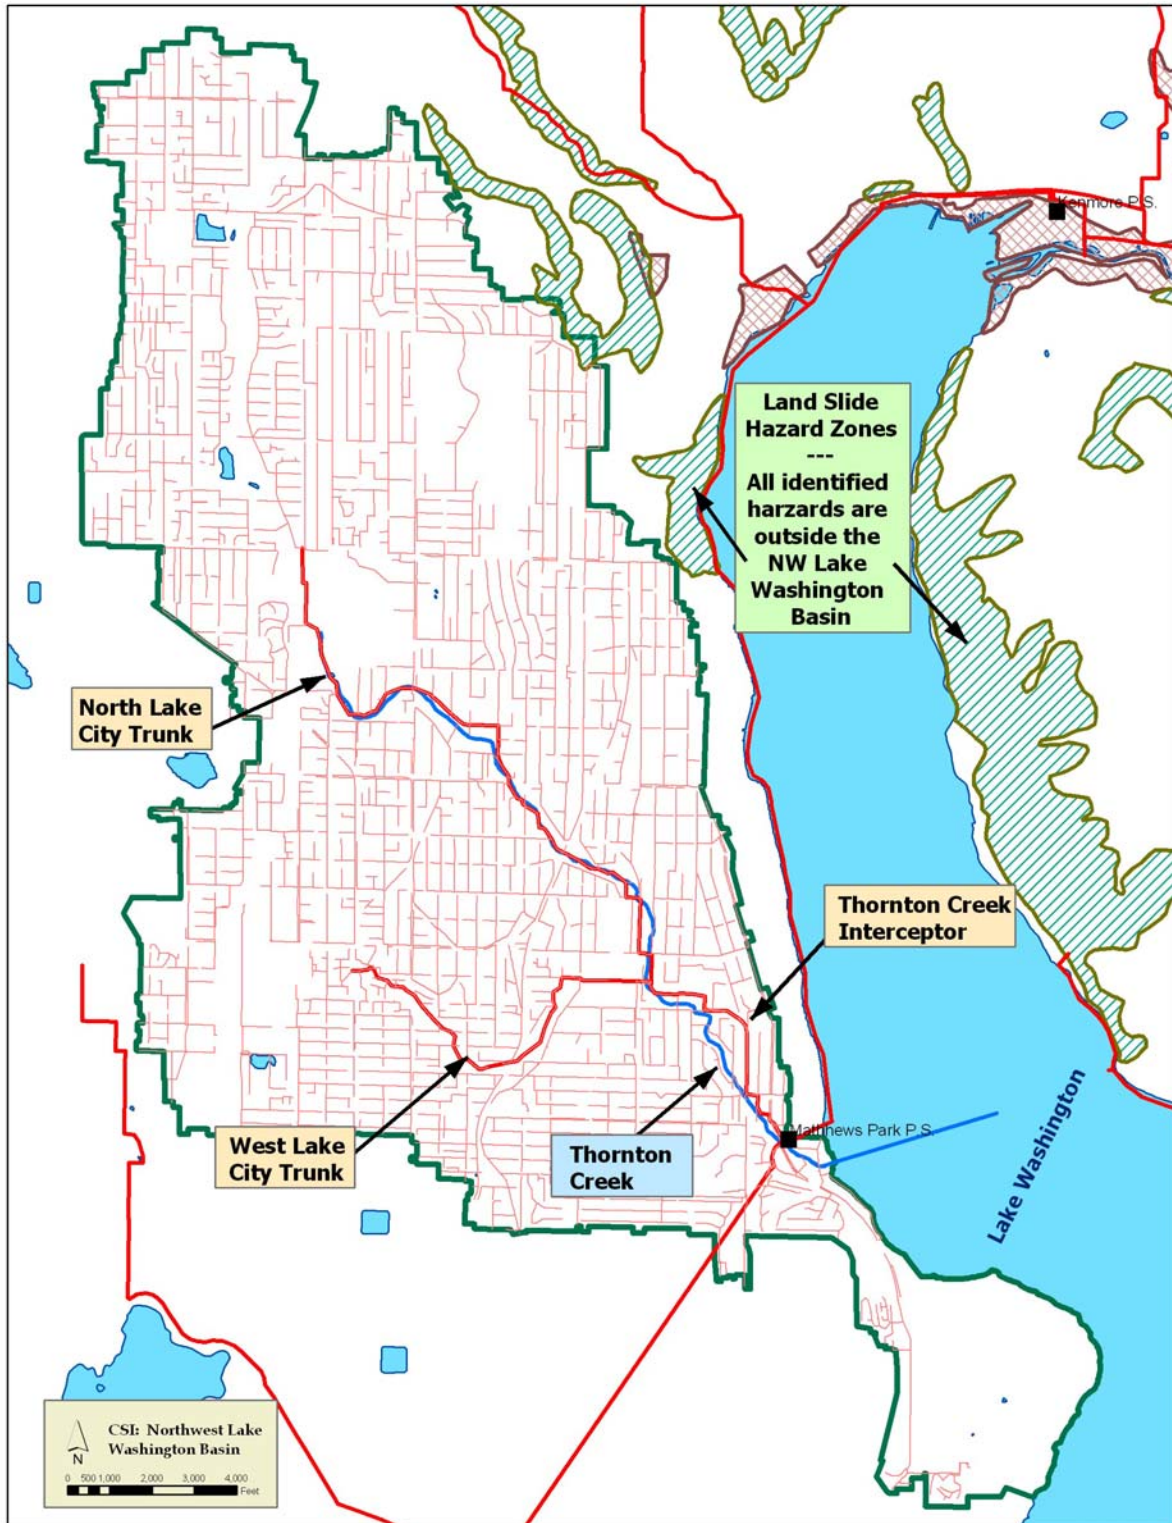 Kenmore P.S.
Land Slide
Hazard Zones
---
All identified
harzards are
outside the
NW Lake
Washington
Basin
North Lake
City Trunk
Thornton Creek
Interceptor
West Lake
City Trunk
Thornton
Creek
Matthews Park P.S.
Lake Washington
CSI: Northwest Lake
Washington Basin
N
0 500 1,000 2,000 3,000 4,000
Feet